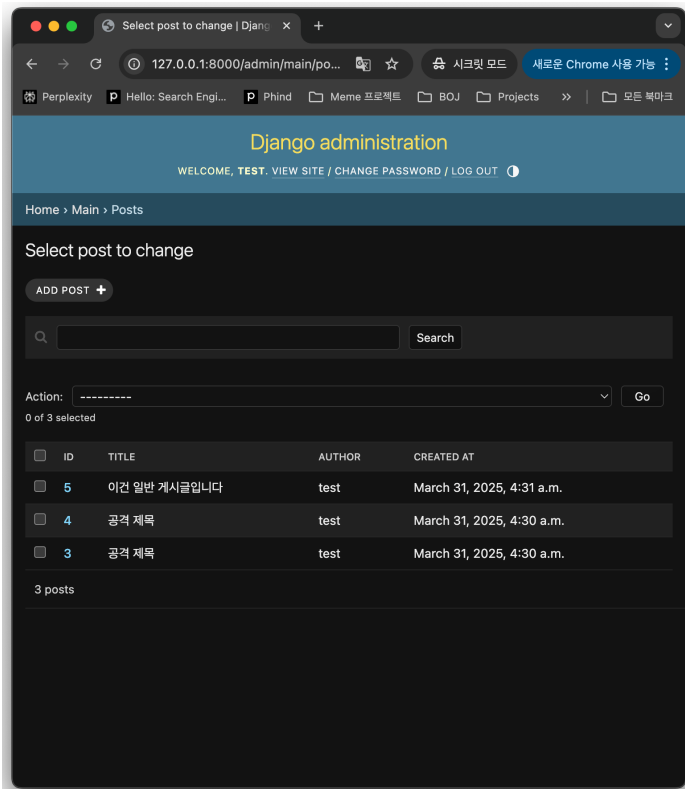 Select post to change | Djang
127.0.0.1:8000/admin/main/po... 시크릿 모드 새로운 Chrome 사용 가능
Perplexity Hello: Search Engi... Phind Meme 프로젝트 BOJ Projects » 모든 북마크
Django administration
WELCOME, TEST. VIEW SITE / CHANGE PASSWORD / LOG OUT
Home › Main › Posts
Select post to change
ADD POST +
Search
Action: --------- Go
0 of 3 selected
ID TITLE AUTHOR CREATED AT
5 이건 일반 게시글입니다 test March 31, 2025, 4:31 a.m.
4 공격 제목 test March 31, 2025, 4:30 a.m.
3 공격 제목 test March 31, 2025, 4:30 a.m.
3 posts